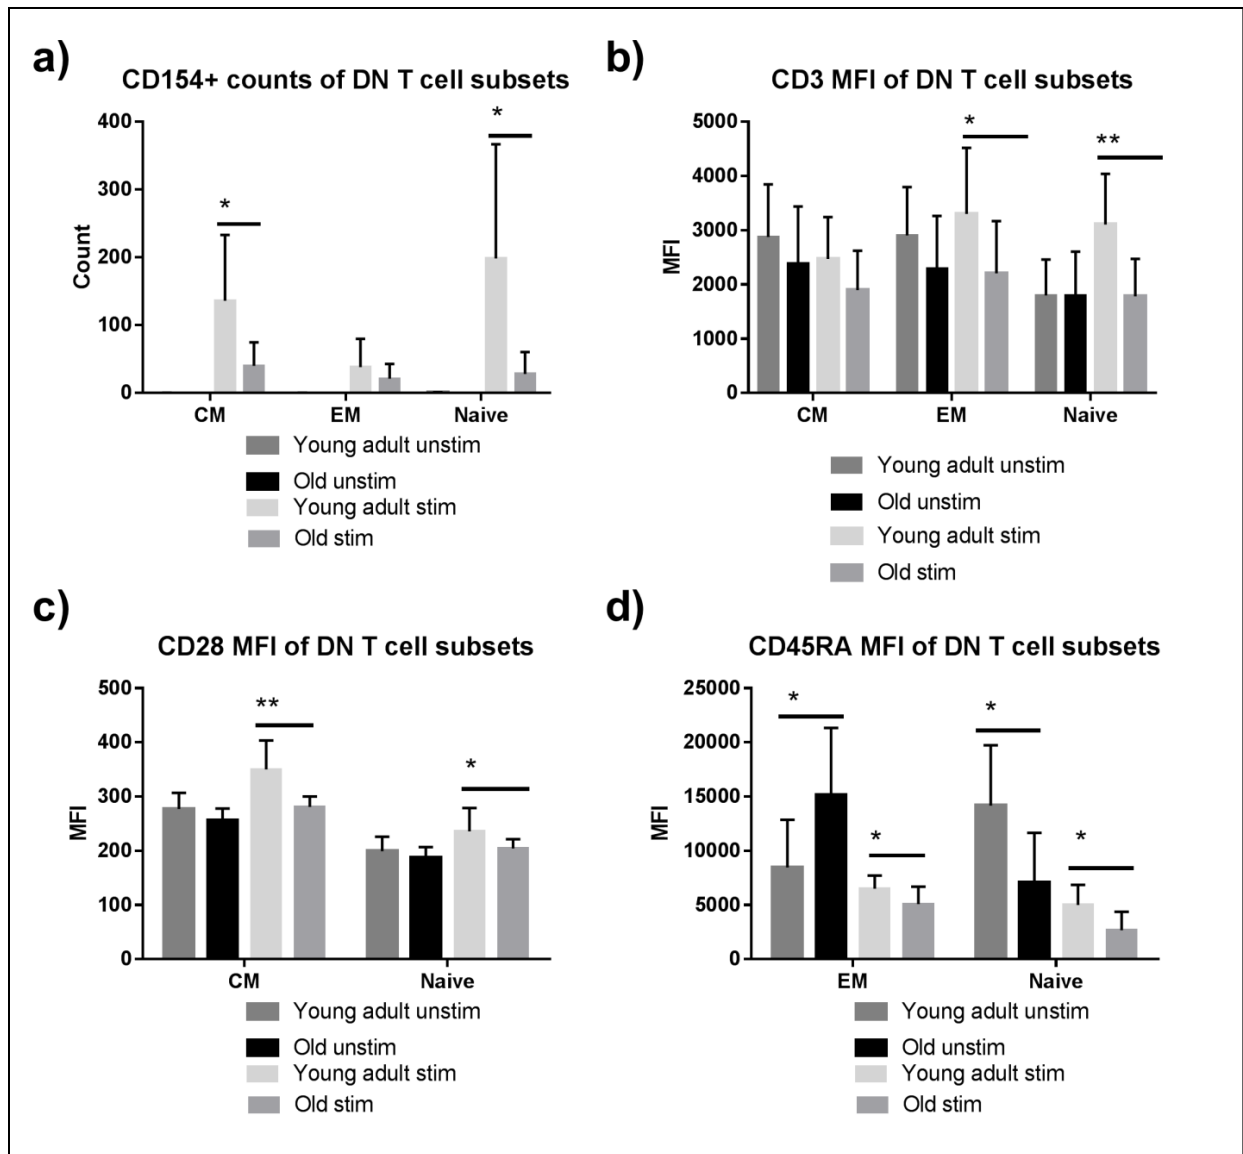 a)
CD154+ counts of DN T cell subsets
*
*
400
300
200
100
0
Count
CM
EM
Naive
Young adult unstim
Old unstim
Young adult stim
Old stim
b)
CD3 MFI of DN T cell subsets
*
**
5000
4000
3000
2000
1000
0
MFI
CM
EM
Naive
Young adult unstim
Old unstim
Young adult stim
Old stim
c)
CD28 MFI of DN T cell subsets
**
*
500
400
300
200
100
0
MFI
CM
Naive
Young adult unstim
Old unstim
Young adult stim
Old stim
d)
CD45RA MFI of DN T cell subsets
*
*
*
*
25000
20000
15000
10000
5000
0
MFI
EM
Naive
Young adult unstim
Old unstim
Young adult stim
Old stim